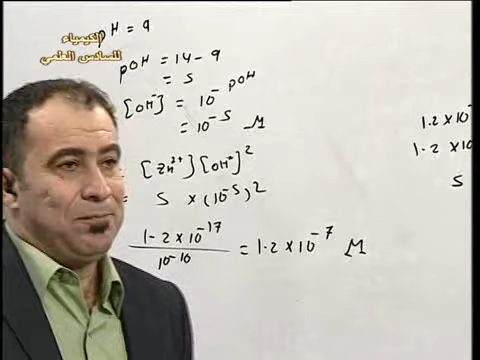 pH = 9
الكيمياء
للسادس العلمي
pOH = 14 - 9
= 5
[OH⁻] = 10^-pOH
= 10^-5 M
[Zn²⁺][OH⁻]²
= S × (10^-5)²
1.2 × 10^-17 / 10^-10 = 1.2 × 10^-7 M
1.2 × 10
1.2 × 10
S